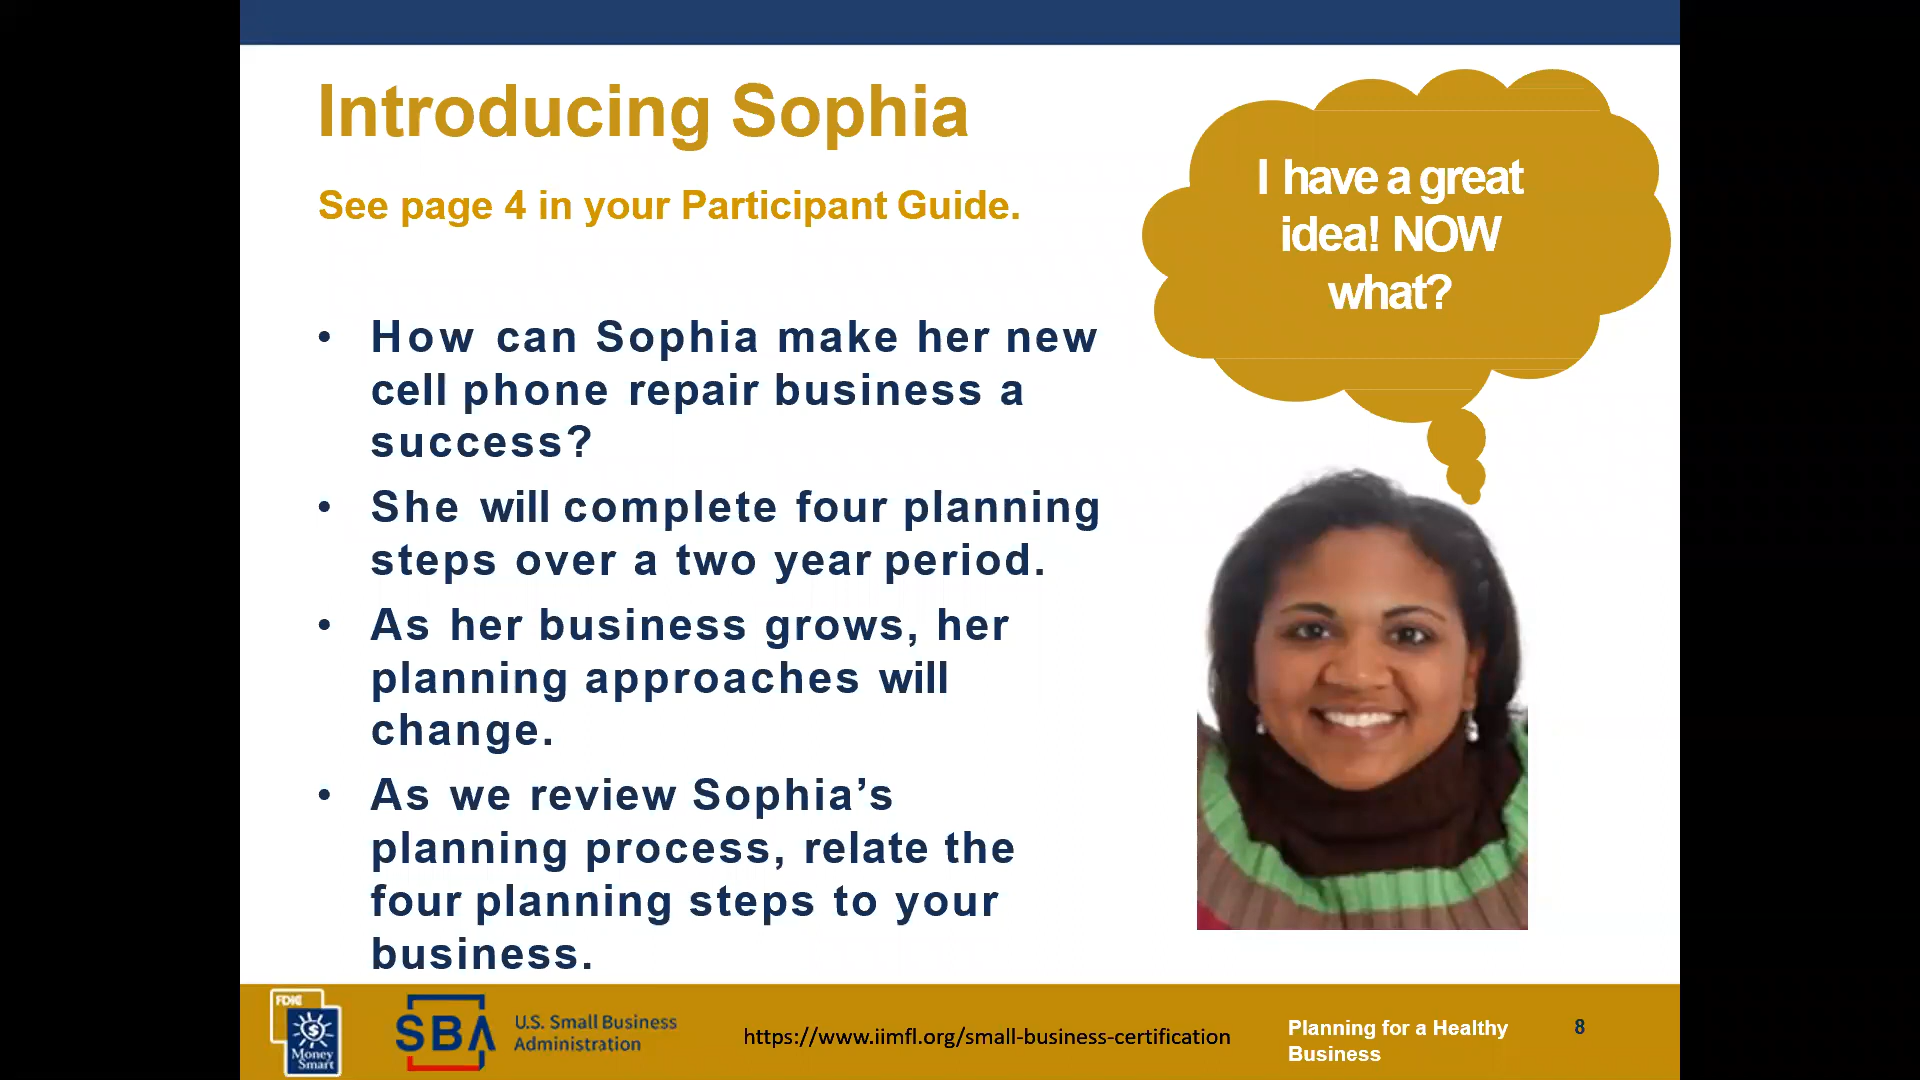 Introducing Sophia
See page 4 in your Participant Guide.
I have a great
idea! NOW
what?
• How can Sophia make her new
cell phone repair business a
success?
• She will complete four planning
steps over a two year period.
• As her business grows, her
planning approaches will
change.
• As we review Sophia’s
planning process, relate the
four planning steps to your
business.
FDIC
Money
Smart
SBA
U.S. Small Business
Administration
https://www.iimfl.org/small-business-certification
Planning for a Healthy
Business
8